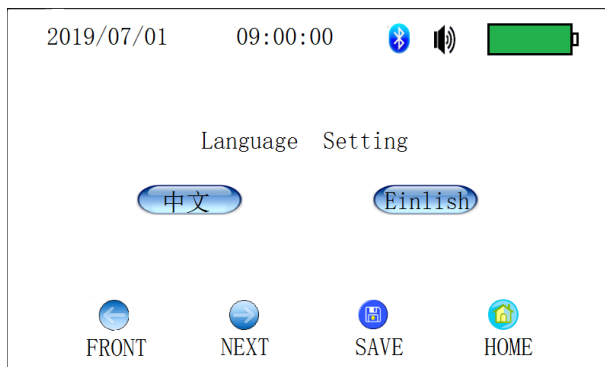 2019/07/01 09:00:00
Language Setting
中文 Einlish
FRONT NEXT SAVE HOME